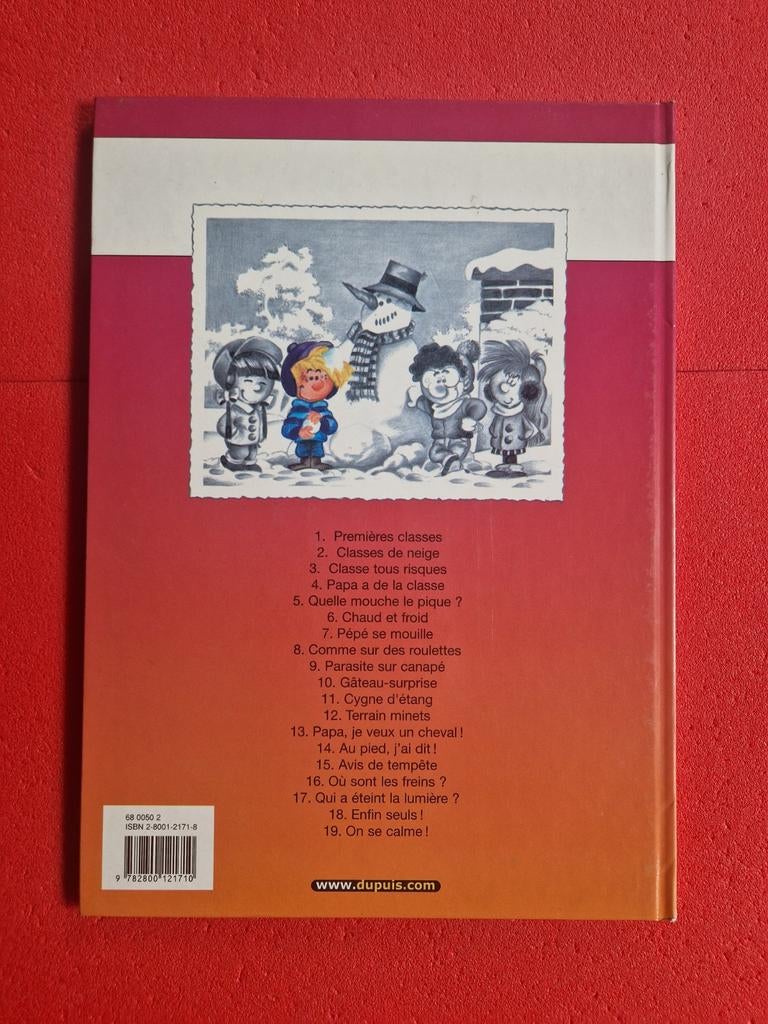 1. Premières classes
2. Classes de neige
3. Classe tous risques
4. Papa a de la classe
5. Quelle mouche le pique ?
6. Chaud et froid
7. Pépé se mouille
8. Comme sur des roulettes
9. Parasite sur canapé
10. Gâteau-surprise
11. Cygne d'étang
12. Terrain minets
13. Papa, je veux un cheval !
14. Au pied, j'ai dit !
15. Avis de tempête
16. Où sont les freins ?
17. Qui a éteint la lumière ?
18. Enfin seuls !
19. On se calme !
68 0050 2
ISBN 2-8001-2171-8
9 782800 121710
www.dupuis.com